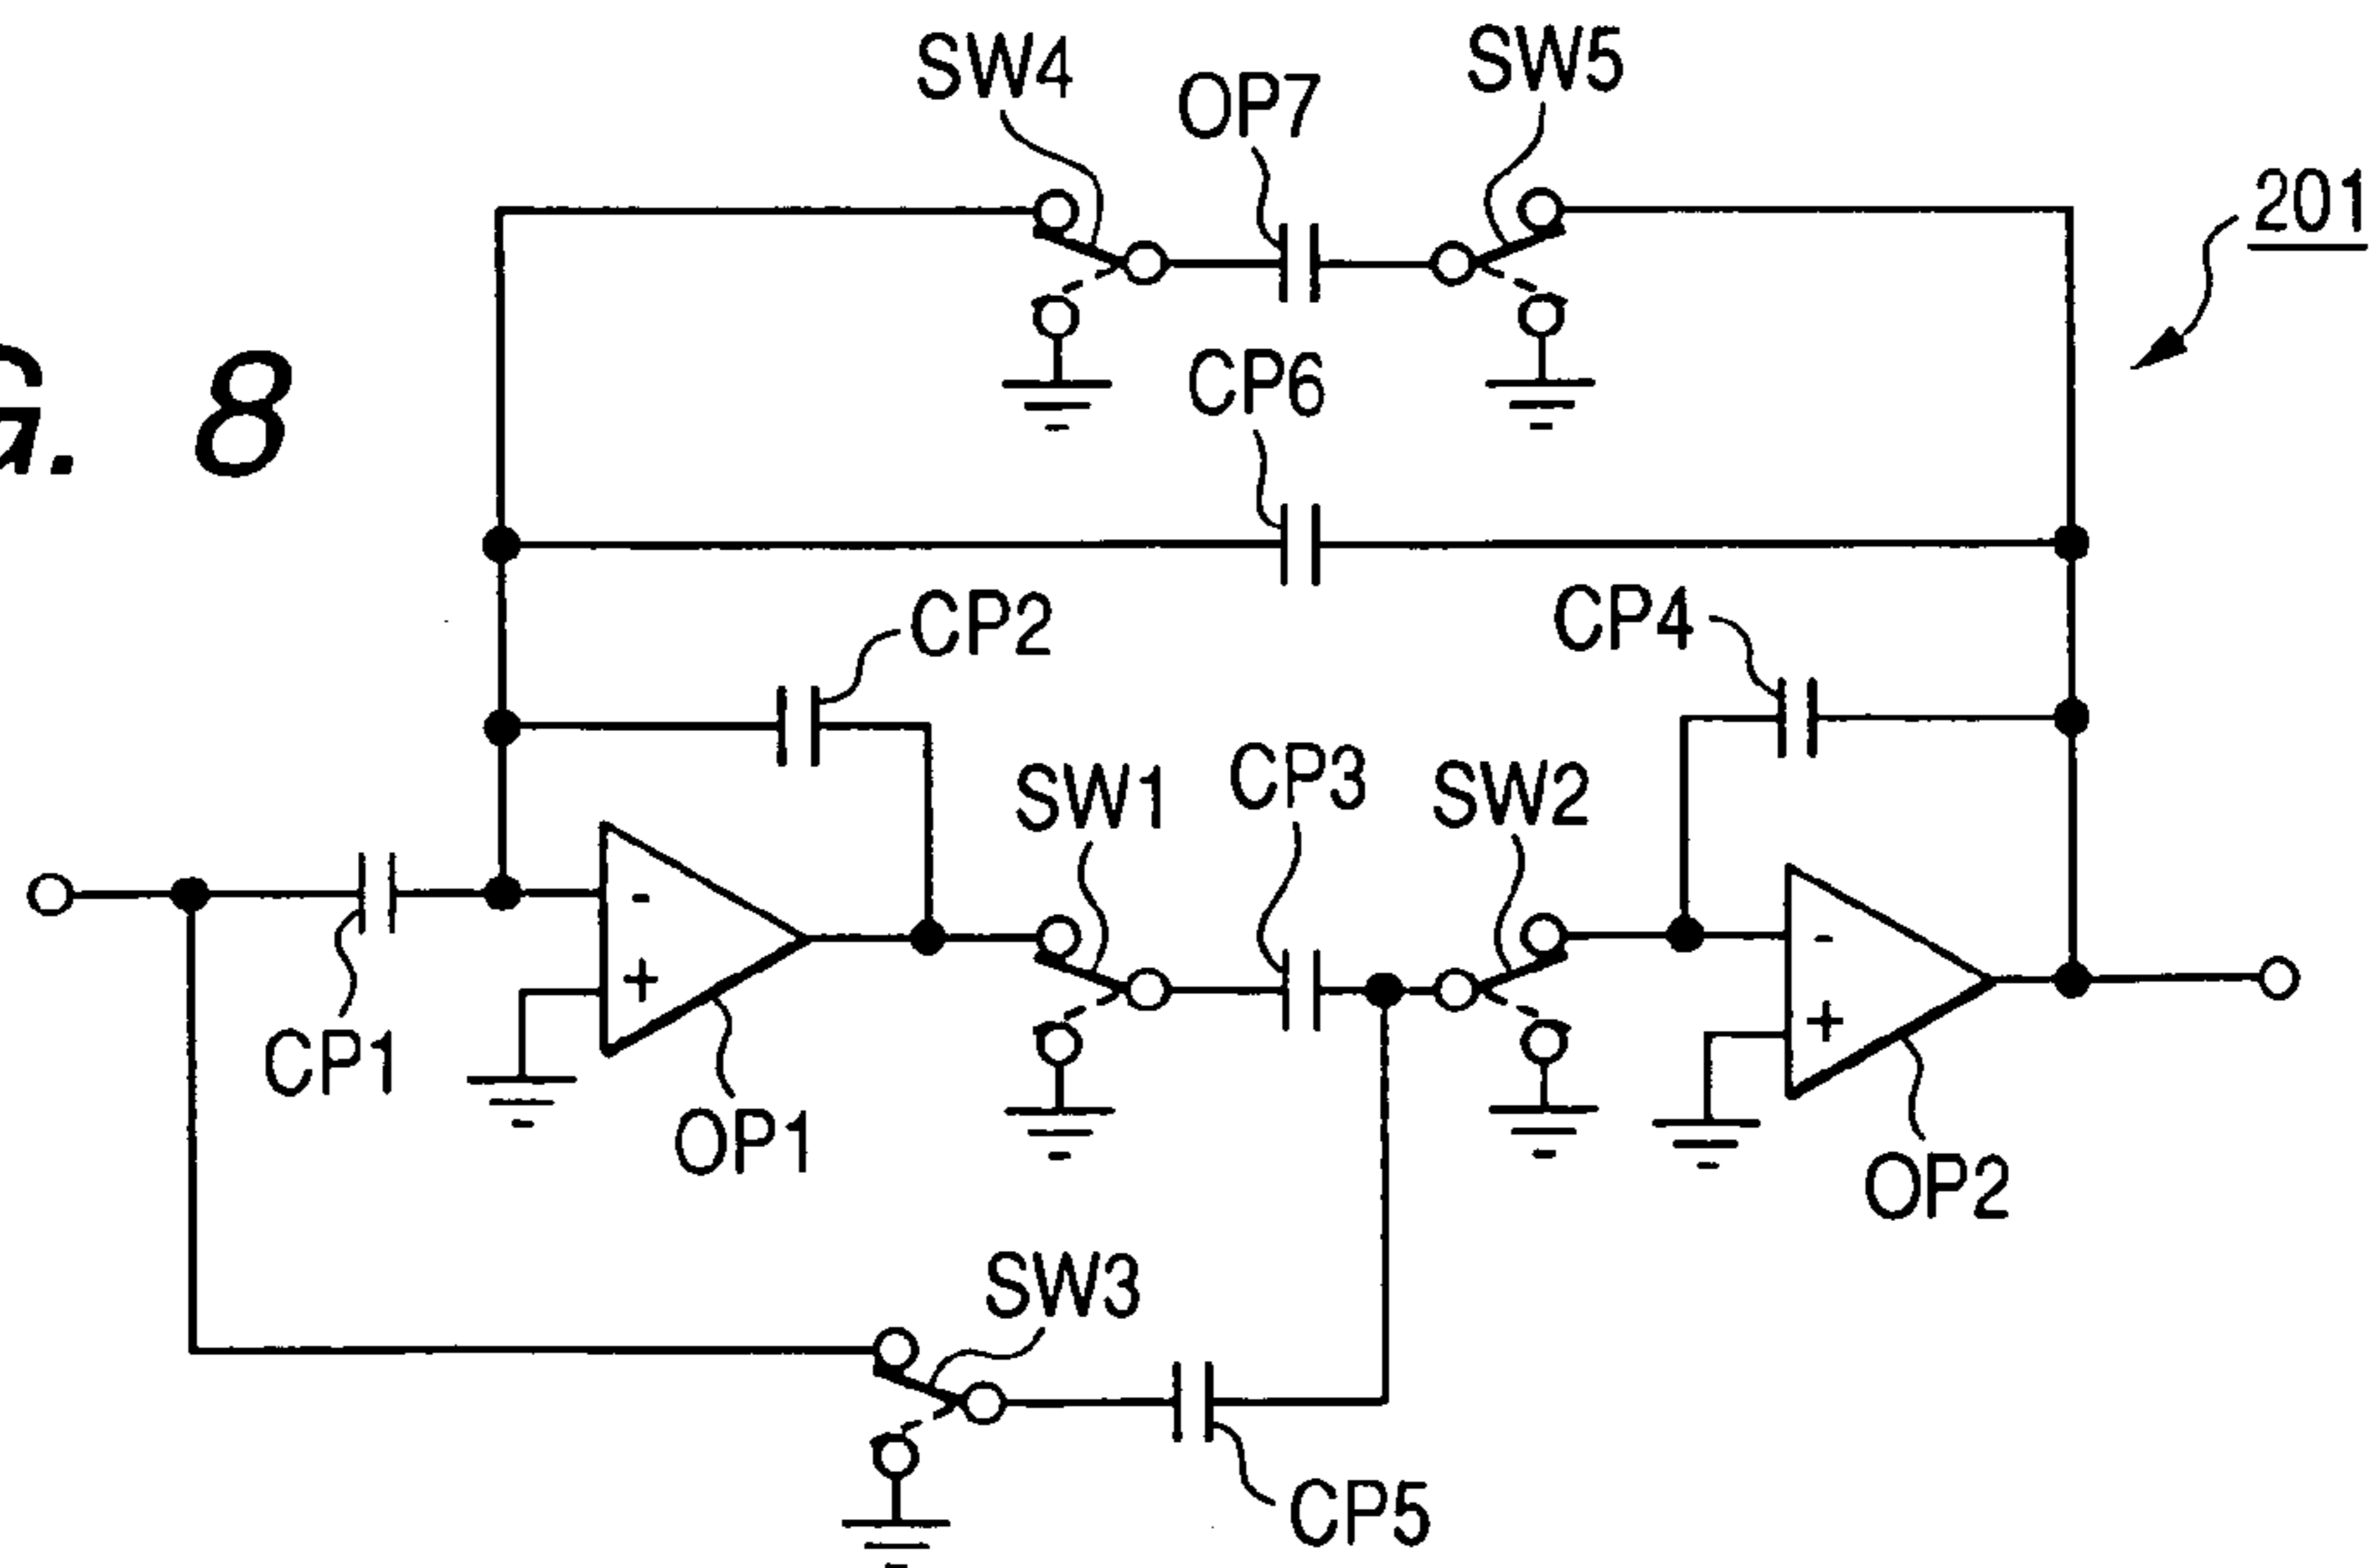 SW4
OP7
SW5
201
G. 8
CP6
CP2
CP4
SW1
CP3
SW2
-
+
-
+
CP1
OP1
OP2
SW3
CP5